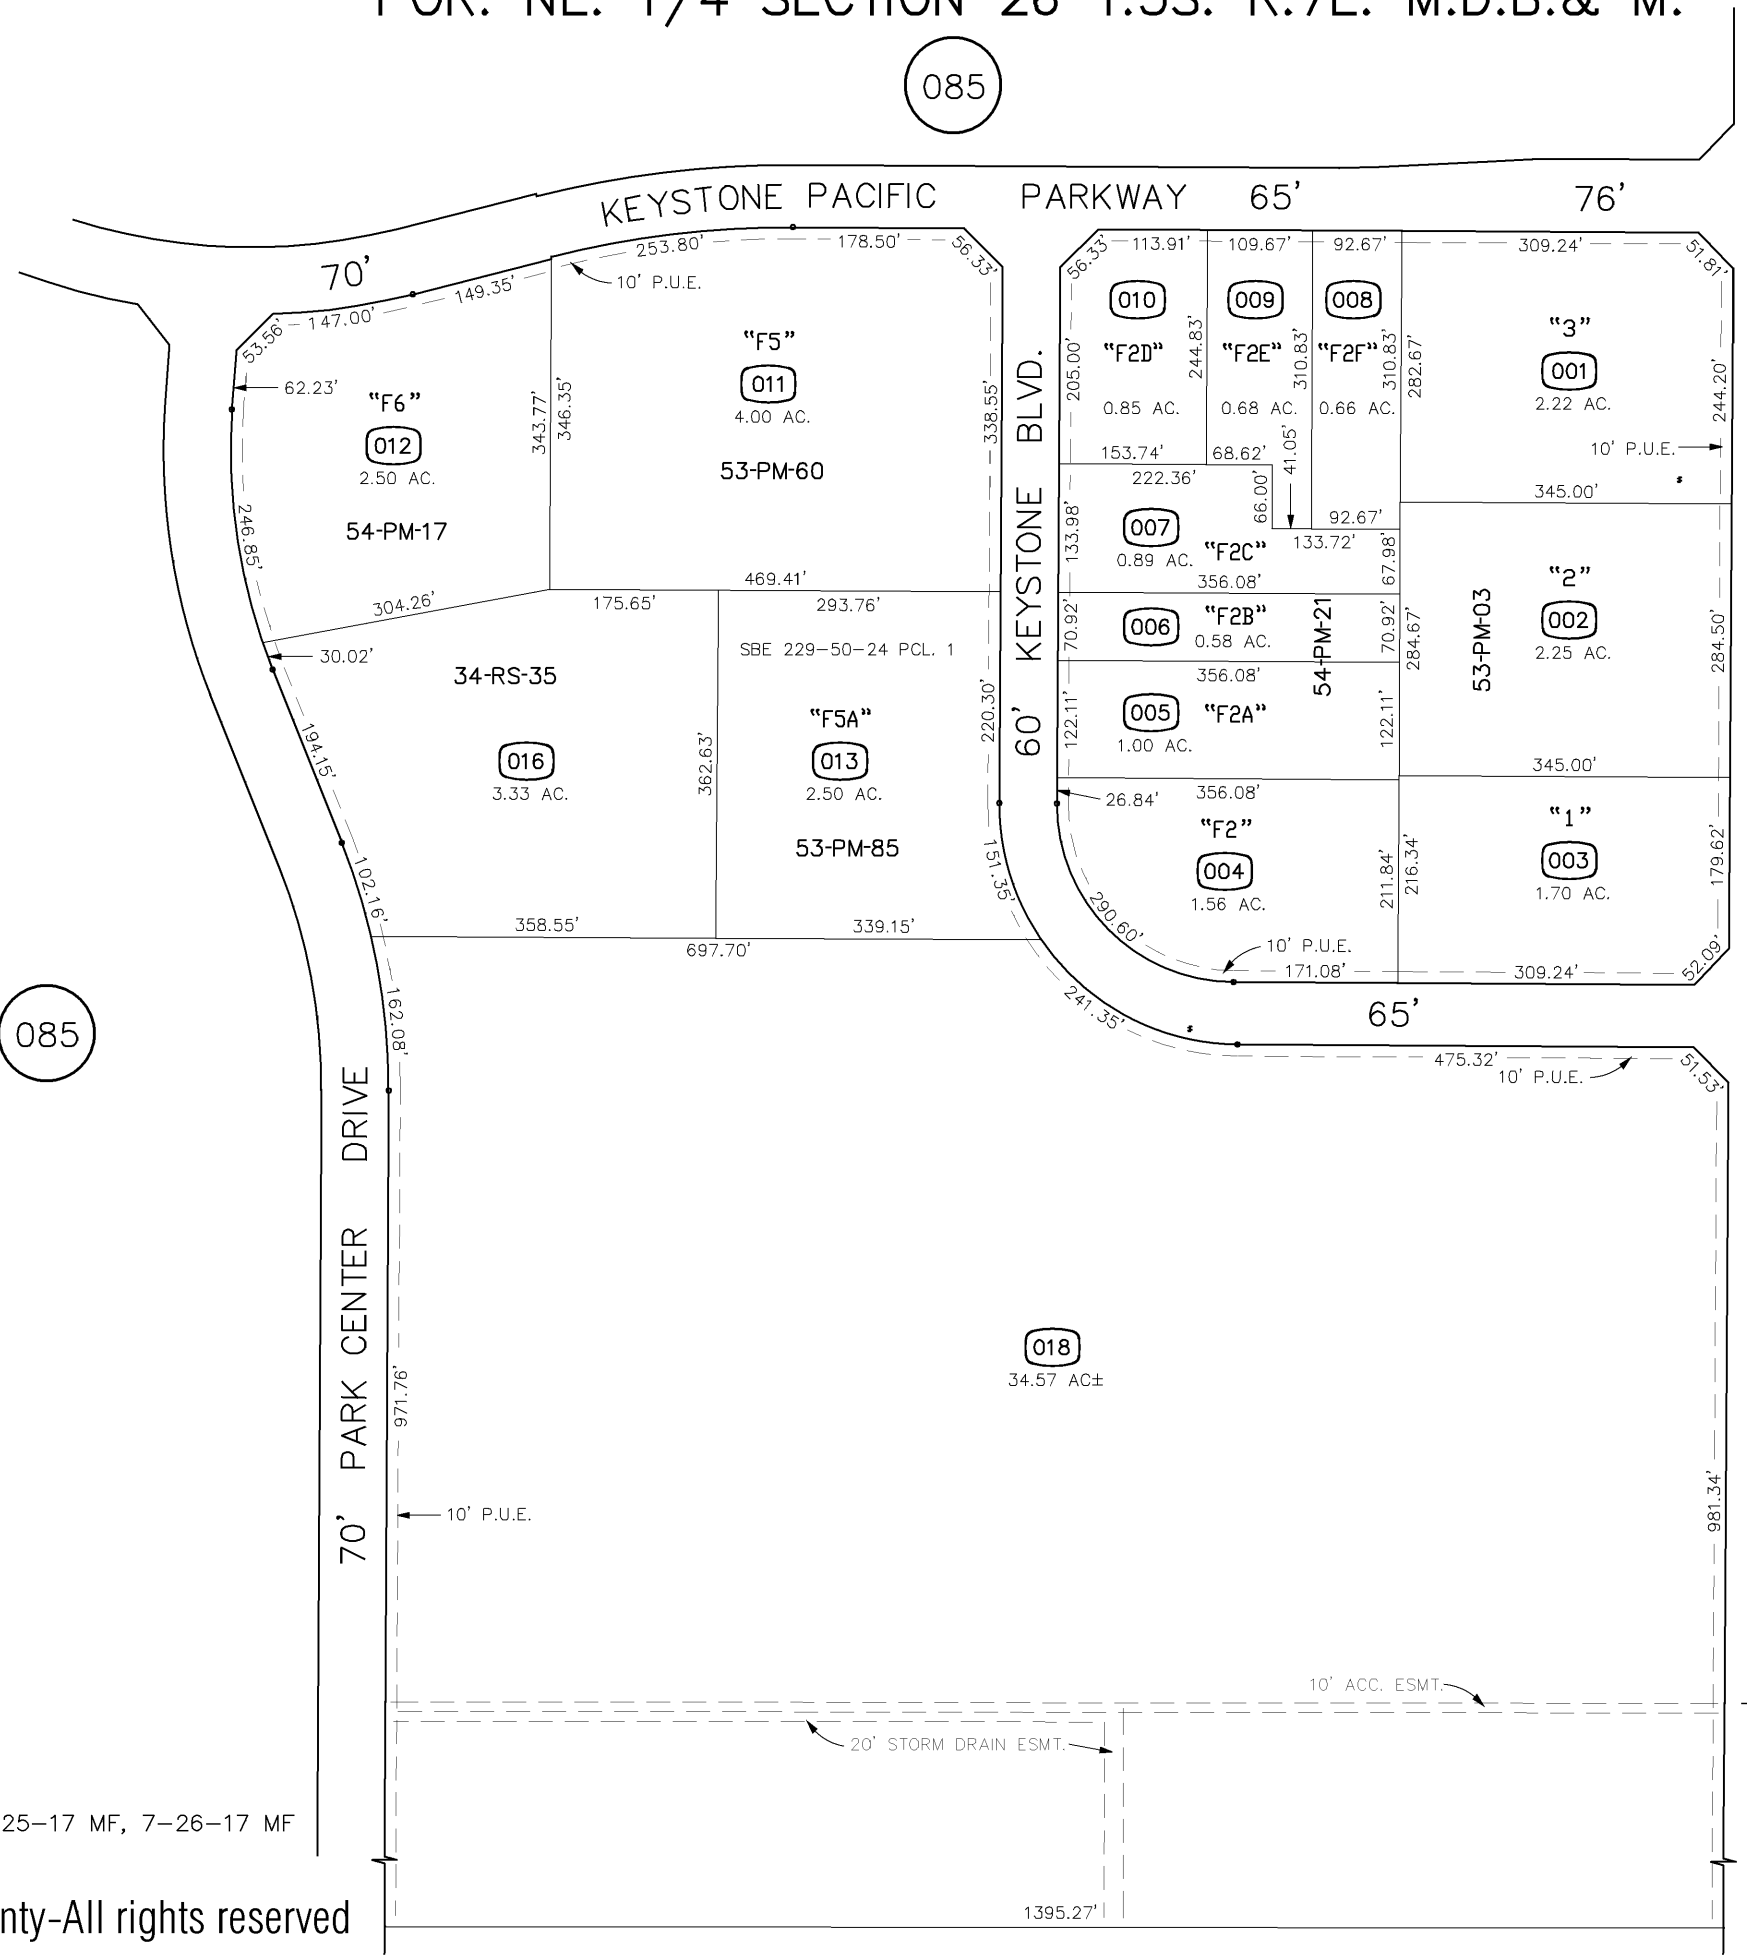 POR. NE. 1/4 SECTION 26 T.5S. R.7E. M.D.B.& M.
085
KEYSTONE PACIFIC PARKWAY 65' 76'
70'
253.80' 178.50' 56.33'
56.33' 113.91' 109.67' 92.67' 309.24' 51.81'
53.56' 147.00' 149.35' 10' P.U.E.
62.23'
"F6"
012
2.50 AC.
54-PM-17
246.85'
343.77'
346.35'
304.26'
30.02'
"F5"
011
4.00 AC.
53-PM-60
338.55'
469.41'
175.65' 293.76'
60' KEYSTONE BLVD.
010
"F2D"
0.85 AC.
205.00'
244.83'
153.74'
009
"F2E"
0.68 AC.
310.83'
68.62'
41.05'
66.00'
008
"F2F"
0.66 AC.
310.83'
92.67'
282.67'
"3"
001
2.22 AC.
244.20'
10' P.U.E.
345.00'
222.36'
133.98'
007
0.89 AC.
"F2C"
133.72'
67.98'
356.08'
70.92'
006
"F2B"
0.58 AC.
70.92'
356.08'
54-PM-21
122.11'
005
"F2A"
1.00 AC.
122.11'
284.67'
53-PM-03
"2"
002
2.25 AC.
284.50'
345.00'
26.84'
356.08'
"F2"
004
1.56 AC.
211.84'
216.34'
290.60'
10' P.U.E.
171.08'
"1"
003
1.70 AC.
179.62'
309.24'
52.09'
34-RS-35
194.15'
016
3.33 AC.
362.63'
102.16'
358.55'
SBE 229-50-24 PCL. 1
"F5A"
013
2.50 AC.
53-PM-85
220.30'
151.35'
339.15'
697.70'
085
162.08'
241.35'
65'
475.32'
10' P.U.E.
51.53'
70' PARK CENTER DRIVE
971.76'
10' P.U.E.
018
34.57 AC±
981.34'
10' ACC. ESMT.
20' STORM DRAIN ESMT.
25-17 MF, 7-26-17 MF
nty-All rights reserved
1395.27'